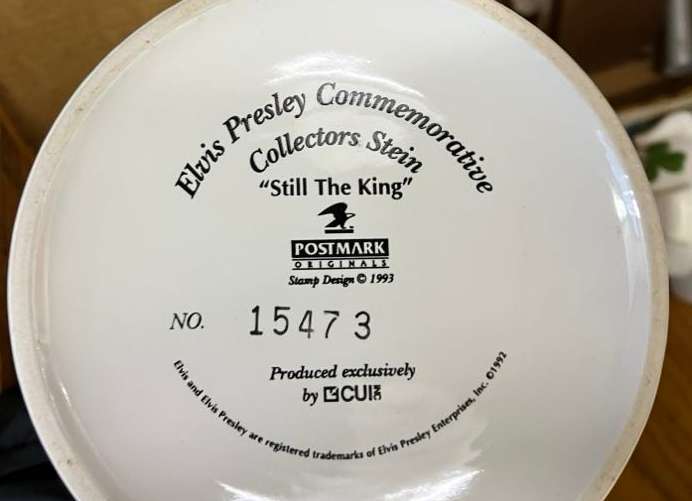 Elvis Presley Commemorative
Collectors Stein
"Still The King"
POSTMARK
ORIGINALS
Stamp Design © 1993
NO. 15473
Produced exclusively
by CUI
Elvis and Elvis Presley are registered trademarks of Elvis Presley Enterprises, Inc. ©1992